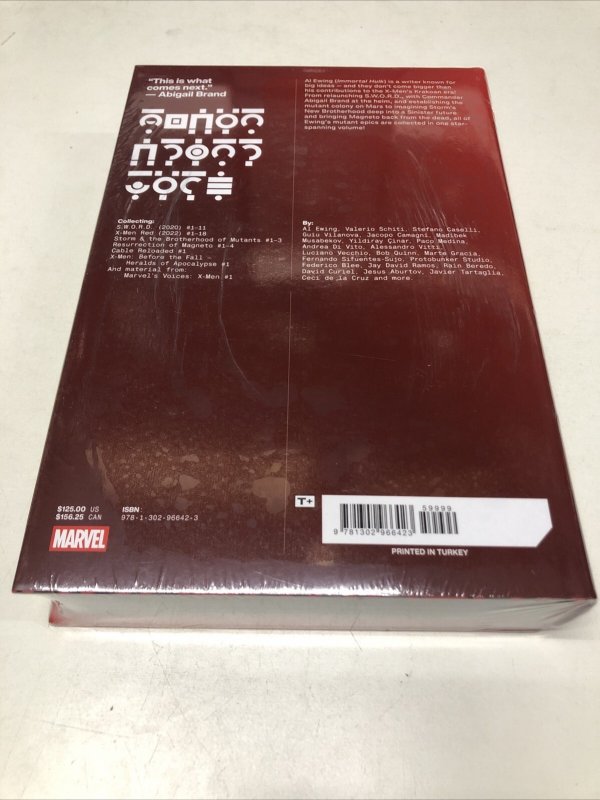 "This is what
comes next."
— Abigail Brand
Al Ewing (Immortal Hulk) is a writer known for
big ideas — and they don't come bigger than
his contributions to the X-Men's Krakoan era!
From relaunching S.W.O.R.D., with Commander
Abigail Brand at the helm, and establishing the
mutant colony on Mars to imagining Storm's
New Brotherhood deep into a Sinister future
and bringing Magneto back from the dead, all of
Ewing's mutant epics are collected in one star-
spanning volume!
Collecting:
S.W.O.R.D. (2020) #1-11
X-Men Red (2022) #1-18
Storm & the Brotherhood of Mutants #1-3
Resurrection of Magneto #1-4
Cable Reloaded #1
X-Men: Before the Fall –
Heralds of Apocalypse #1
And material from:
Marvel's Voices: X-Men #1
By:
Al Ewing, Valerio Schiti, Stefano Caselli,
Guiu Vilanova, Jacopo Camagni, Madibek
Musabekov, Yildiray Çinar, Paco Medina,
Andrea Di Vito, Alessandro Vitti,
Luciano Vecchio, Bob Quinn, Marte Gracia,
Fernando Sifuentes-Sujo, Protobunker Studio,
Federico Blee, Jay David Ramos, Rain Beredo,
David Curiel, Jesus Aburtov, Javier Tartaglia,
Ceci de la Cruz and more.
$125.00 US
$156.25 CAN
ISBN:
978-1-302-96642-3
MARVEL
T+
59999
9 781302 966423
PRINTED IN TURKEY